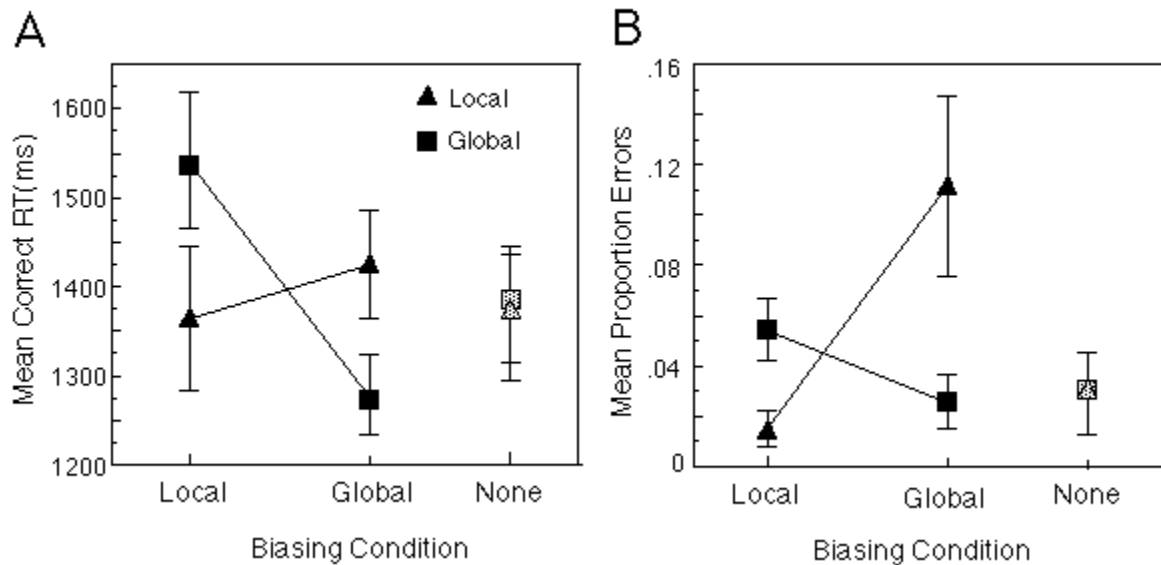 A
Mean Correct RT(ms)
1600
1500
1400
1300
1200
Local
Global
Local
Global
None
Biasing Condition
B
Mean Proportion Errors
.16
.12
.08
.04
0
Local
Global
None
Biasing Condition